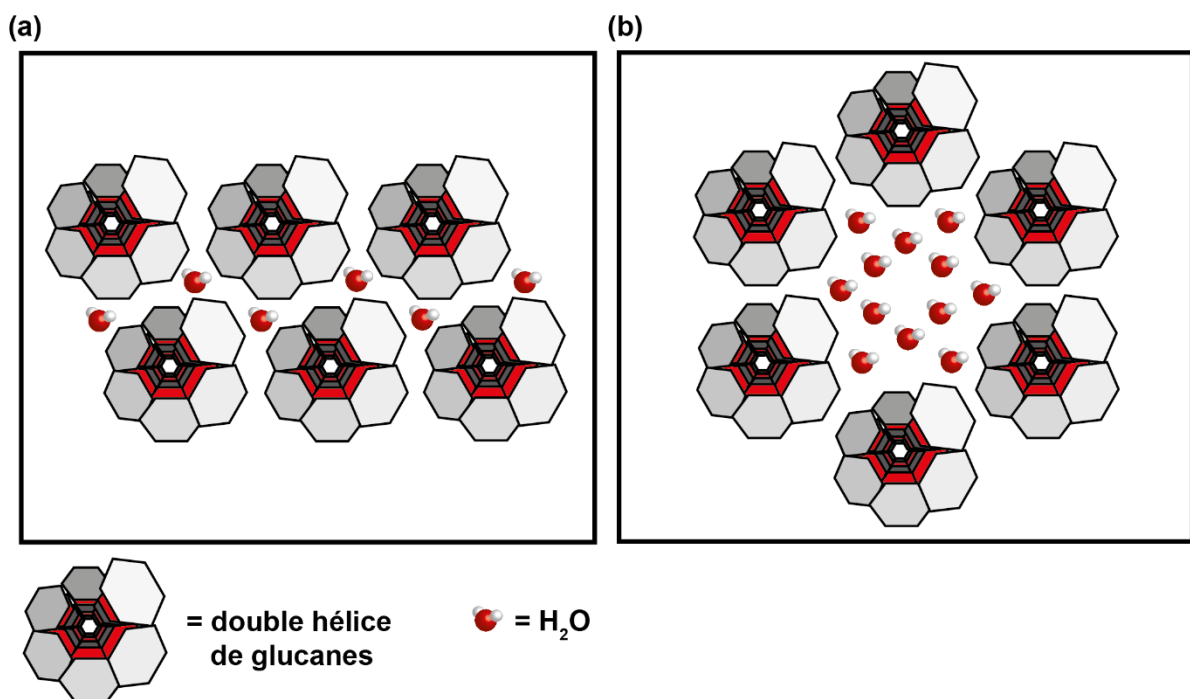 (a)
(b)
= double hélice
de glucanes
= H₂O